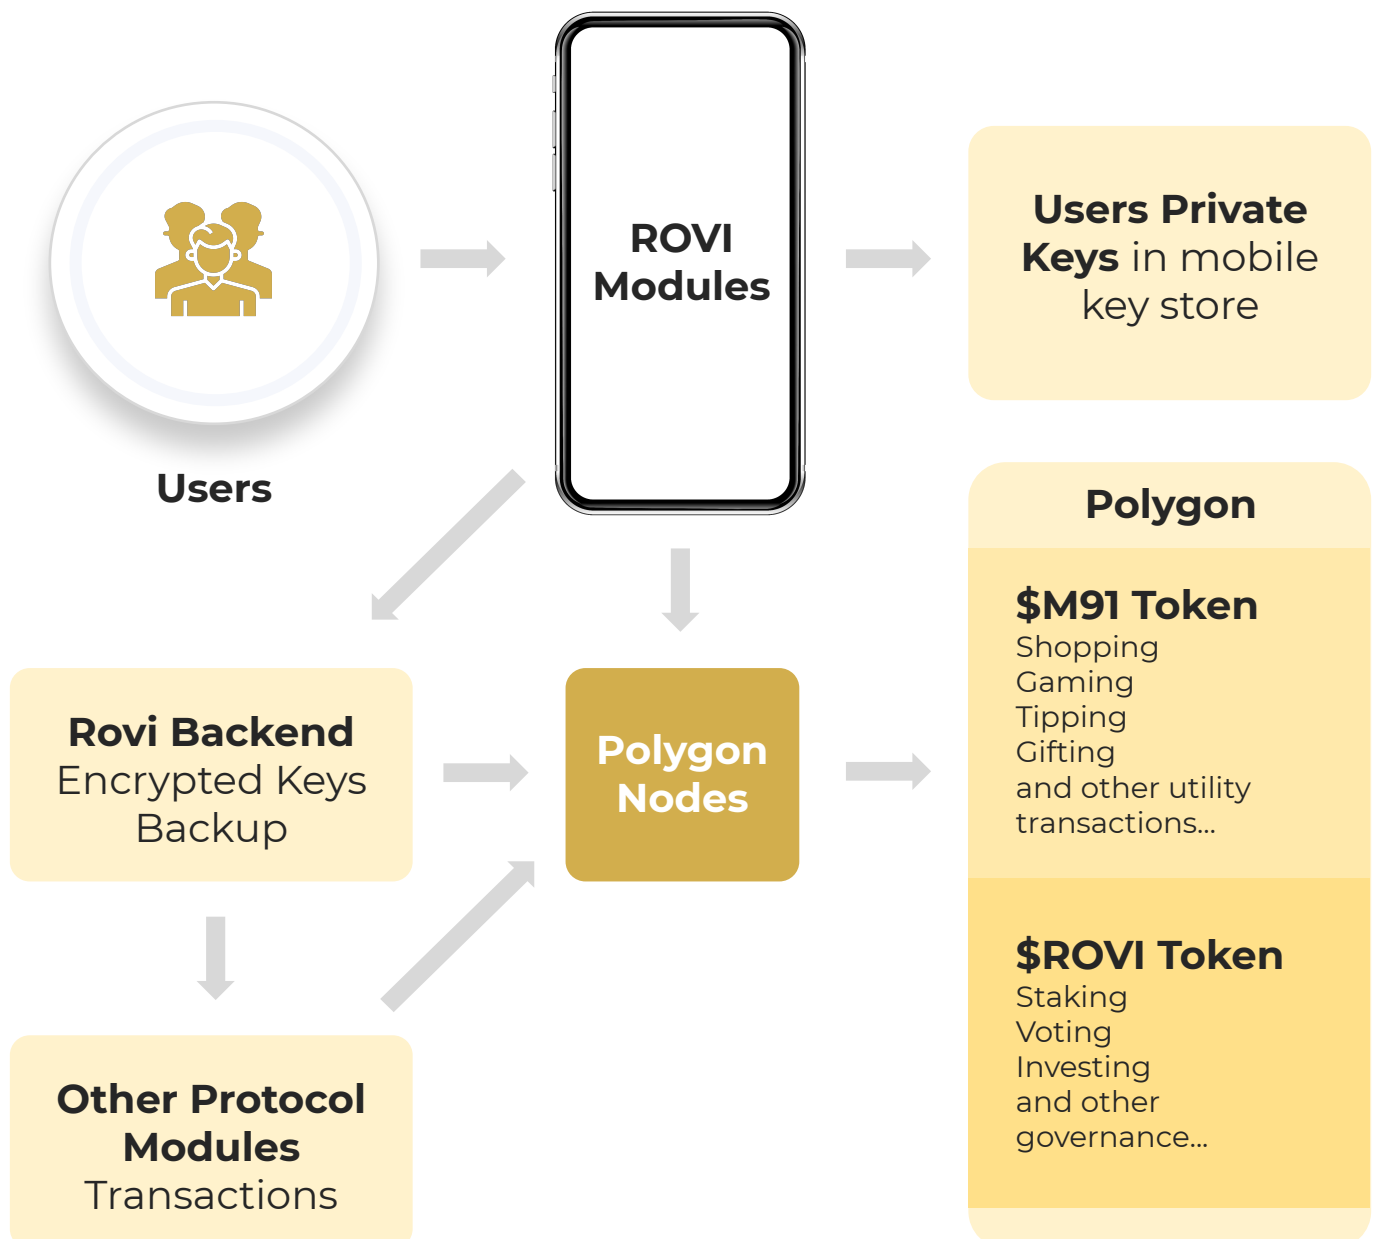 ROVI
Modules
Users Private
Keys in mobile
key store
Users
Polygon
$M91 Token
Shopping
Gaming
Tipping
Gifting
and other utility
transactions...
Rovi Backend
Encrypted Keys
Backup
Polygon
Nodes
$ROVI Token
Staking
Voting
Investing
and other
governance...
Other Protocol
Modules
Transactions